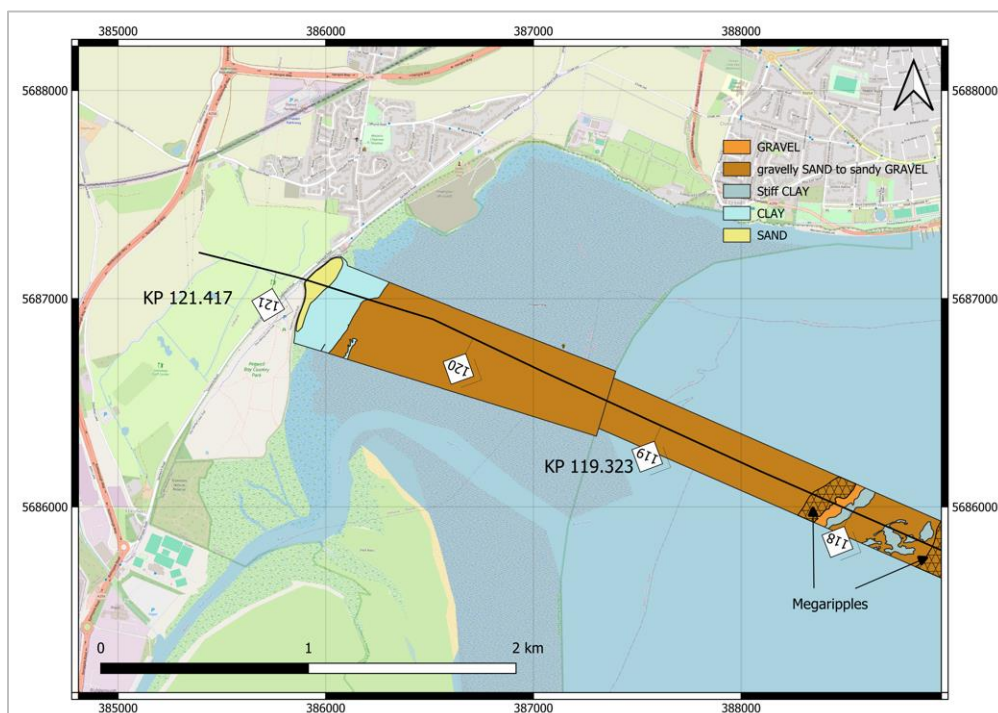 385000 386000 387000 388000
5688000 5688000
GRAVEL
gravelly SAND to sandy GRAVEL
Stiff CLAY
CLAY
SAND
5687000 5687000
KP 121.417
121
120
KP 119.323
119
5686000 5686000
118
Megaripples
0 1 2 km
385000 386000 387000 388000